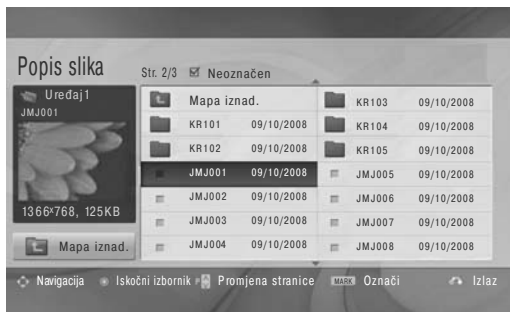 Popis slika
Str. 2/3 Neoznačen
Uređaj1
JMJ001
1366x768, 125KB
Mapa iznad.
Mapa iznad.
KR101 09/10/2008
KR102 09/10/2008
JMJ001 09/10/2008
JMJ002 09/10/2008
JMJ003 09/10/2008
JMJ004 09/10/2008
KR103 09/10/2008
KR104 09/10/2008
KR105 09/10/2008
JMJ005 09/10/2008
JMJ006 09/10/2008
JMJ007 09/10/2008
JMJ008 09/10/2008
Navigacija Iskočni izbornik P Promjena stranice MARK Označi Izlaz